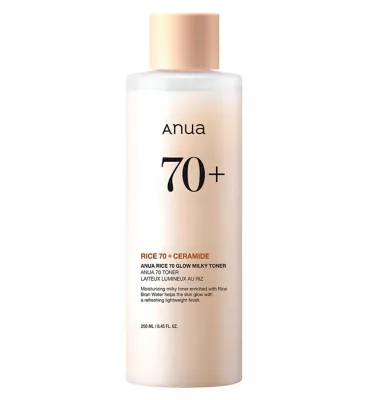 Anua
70+
RICE 70 + CERAMIDE
ANUA RICE 70 GLOW MILKY TONER
ANUA 70 TONER
LAITEUX LUMINEUX AU RIZ
Moisturizing milky toner enriched with Rice
Bran Water helps the skin glow with
a refreshing lightweight finish.
250 ML / 8.45 FL. OZ.